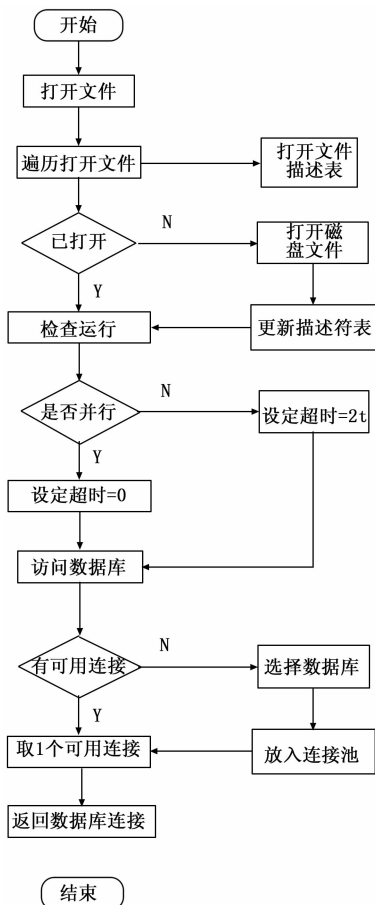 开始
打开文件
遍历打开文件
打开文件
描述表
已打开
N
打开磁
盘文件
Y
检查运行
更新描述符表
是否并行
N
设定超时=2t
Y
设定超时=0
访问数据库
有可用连接
N
选择数据库
Y
取1个可用连接
放入连接池
返回数据库连接
结束